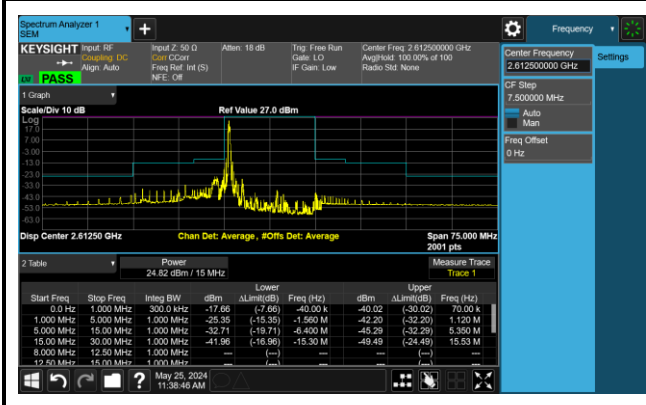 Spectrum Analyzer 1
SEM
Frequency
KEYSIGHT
Input: RF
Coupling: DC
Align: Auto
Input Z: 50 Ω
Corr CCorr
Freq Ref: Int (S)
NFE: Off
Atten: 18 dB
Trig: Free Run
Gate: LO
IF Gain: Low
Center Freq: 2.612500000 GHz
Avg|Hold: 100.00% of 100
Radio Std: None
PASS
Center Frequency
2.612500000 GHz
Settings
CF Step
7.500000 MHz
Auto
Man
Freq Offset
0 Hz
1 Graph
Scale/Div 10 dB
Ref Value 27.0 dBm
Log
17.0
7.00
-3.00
-13.0
-23.0
-33.0
-43.0
-53.0
-63.0
Disp Center 2.61250 GHz
Chan Det: Average, #Offs Det: Average
Span 75.000 MHz
2001 pts
2 Table
Power
24.82 dBm / 15 MHz
Measure Trace
Trace 1
Lower Upper
Start Freq Stop Freq Integ BW dBm ΔLimit(dB) Freq (Hz) dBm ΔLimit(dB) Freq (Hz)
0.0 Hz 1.000 MHz 300.0 kHz -17.66 (-7.66) -40.00 k -40.02 (-30.02) 70.00 k
1.000 MHz 5.000 MHz 1.000 MHz -25.35 (-15.35) -1.560 M -42.20 (-32.20) 1.120 M
5.000 MHz 15.00 MHz 1.000 MHz -32.71 (-19.71) -6.400 M -45.29 (-32.29) 5.350 M
15.00 MHz 30.00 MHz 1.000 MHz -41.96 (-16.96) -15.30 M -49.49 (-24.49) 15.53 M
8.000 MHz 12.50 MHz 1.000 MHz --- (---) --- --- (---) ---
12.50 MHz 15.00 MHz 1.000 MHz --- (---) --- --- (---) ---
May 25, 2024
11:38:46 AM